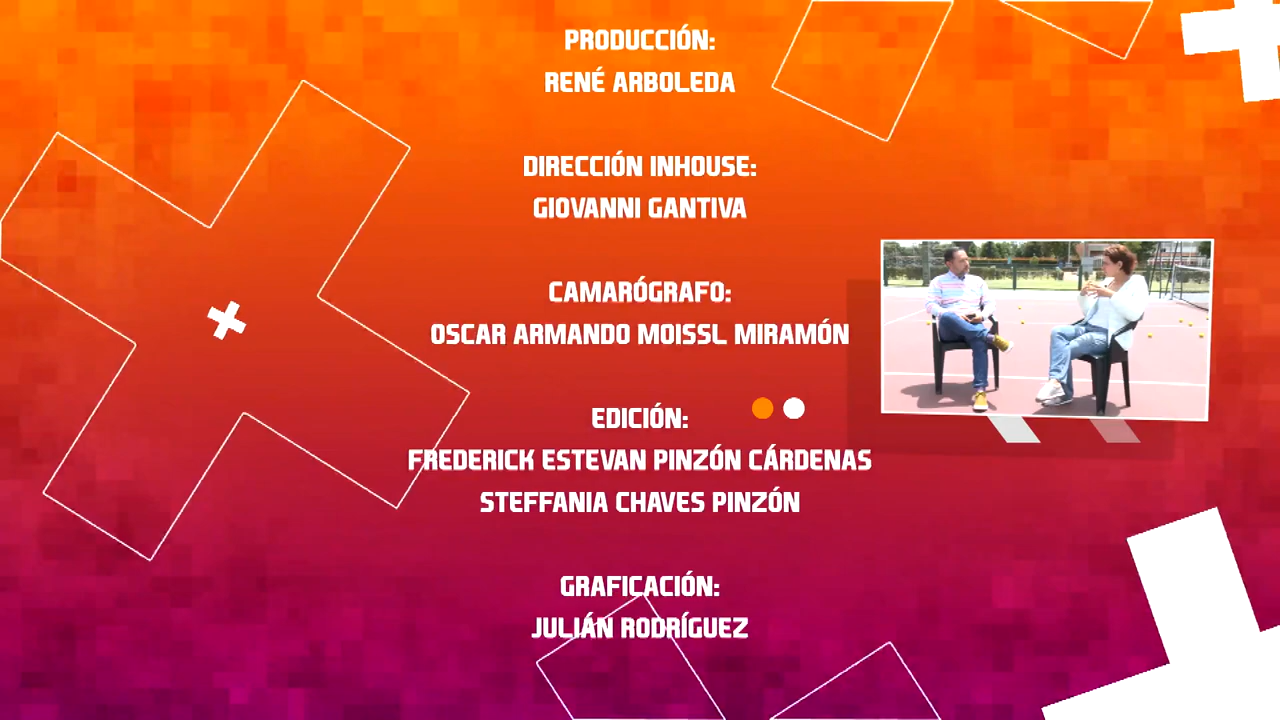 PRODUCCIÓN:
RENÉ ARBOLEDA
DIRECCIÓN INHOUSE:
GIOVANNI GANTIVA
CAMARÓGRAFO:
OSCAR ARMANDO MOISSL MIRAMÓN
EDICIÓN:
FREDERICK ESTEVAN PINZÓN CÁRDENAS
STEFFANIA CHAVES PINZÓN
GRAFICACIÓN:
JULIÁN RODRÍGUEZ